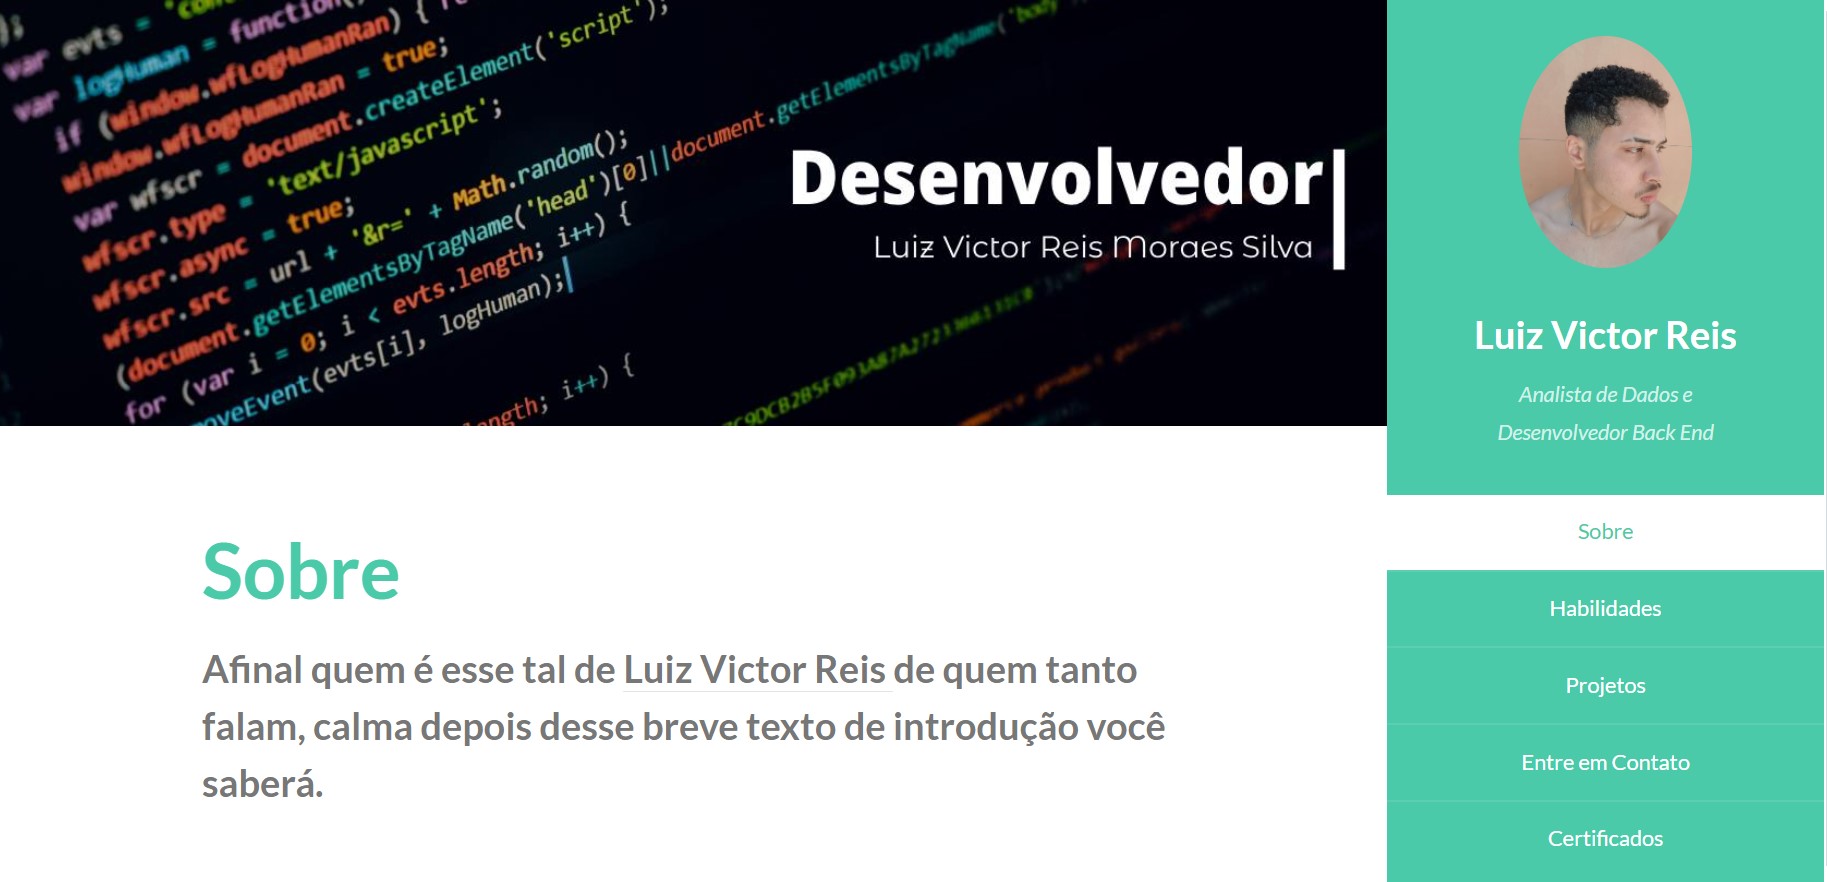 var evts =
var logHuman = function
if (window.wfLogHumanRan) {
window.wfLogHumanRan = true;
var wfscr = document.createElement('script');
wfscr.type = 'text/javascript';
wfscr.async = true;
wfscr.src = url + '&r=' + Math.random();
(document.getElementsByTagName('head')[0]||document.getElementsByTagName('body'
for (var i = 0; i < evts.length; i++) {
moveEvent(evts[i], logHuman);
length; i++) {
Desenvolvedor
Luiz Victor Reis Moraes Silva
Sobre
Afinal quem é esse tal de Luiz Victor Reis de quem tanto
falam, calma depois desse breve texto de introdução você
saberá.
Luiz Victor Reis
Analista de Dados e
Desenvolvedor Back End
Sobre
Habilidades
Projetos
Entre em Contato
Certificados